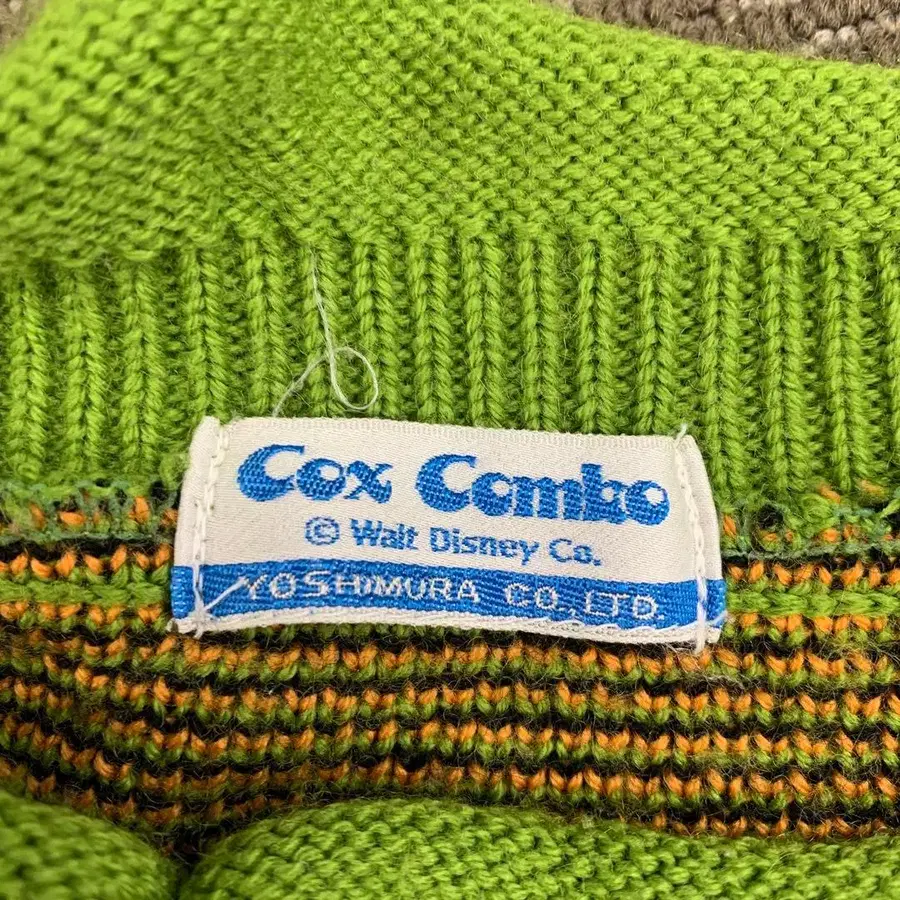 Cox Combo
© Walt Disney Co.
YOSHIMURA CO.,LTD.